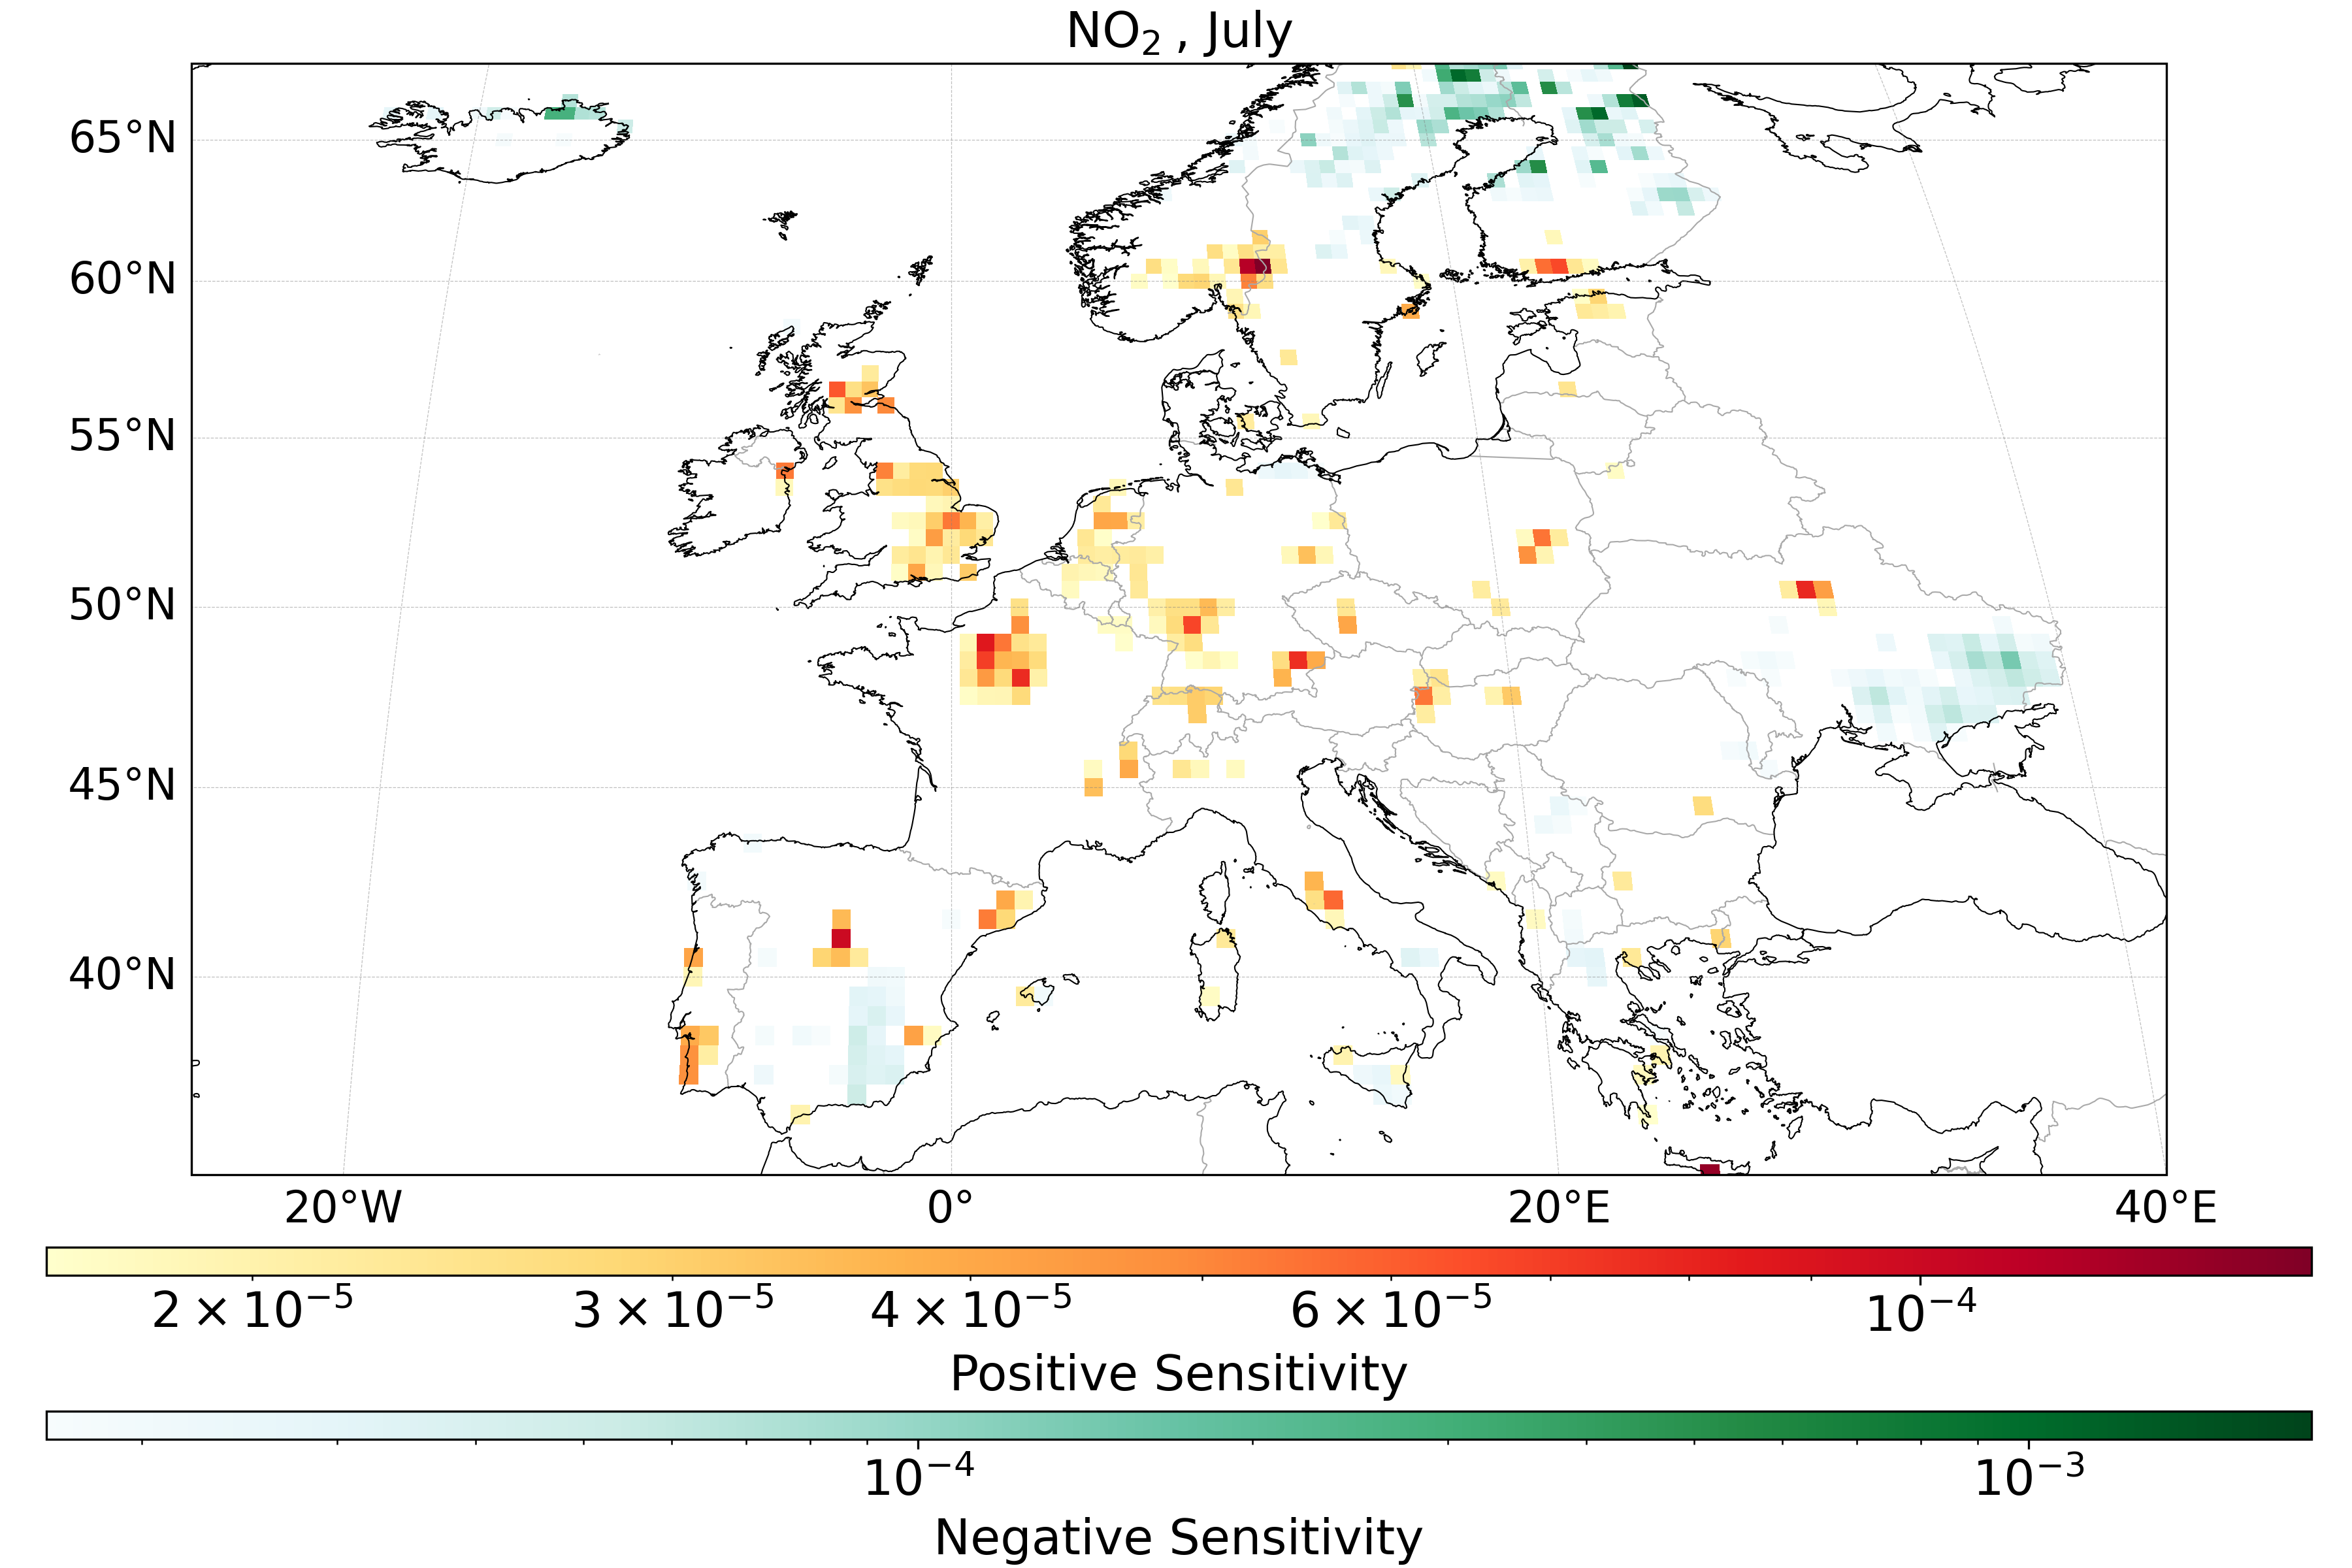 NO₂ , July
65°N
60°N
55°N
50°N
45°N
40°N
20°W 0° 20°E 40°E
2 × 10⁻⁵ 3 × 10⁻⁵ 4 × 10⁻⁵ 6 × 10⁻⁵ 10⁻⁴
Positive Sensitivity
10⁻⁴ 10⁻³
Negative Sensitivity